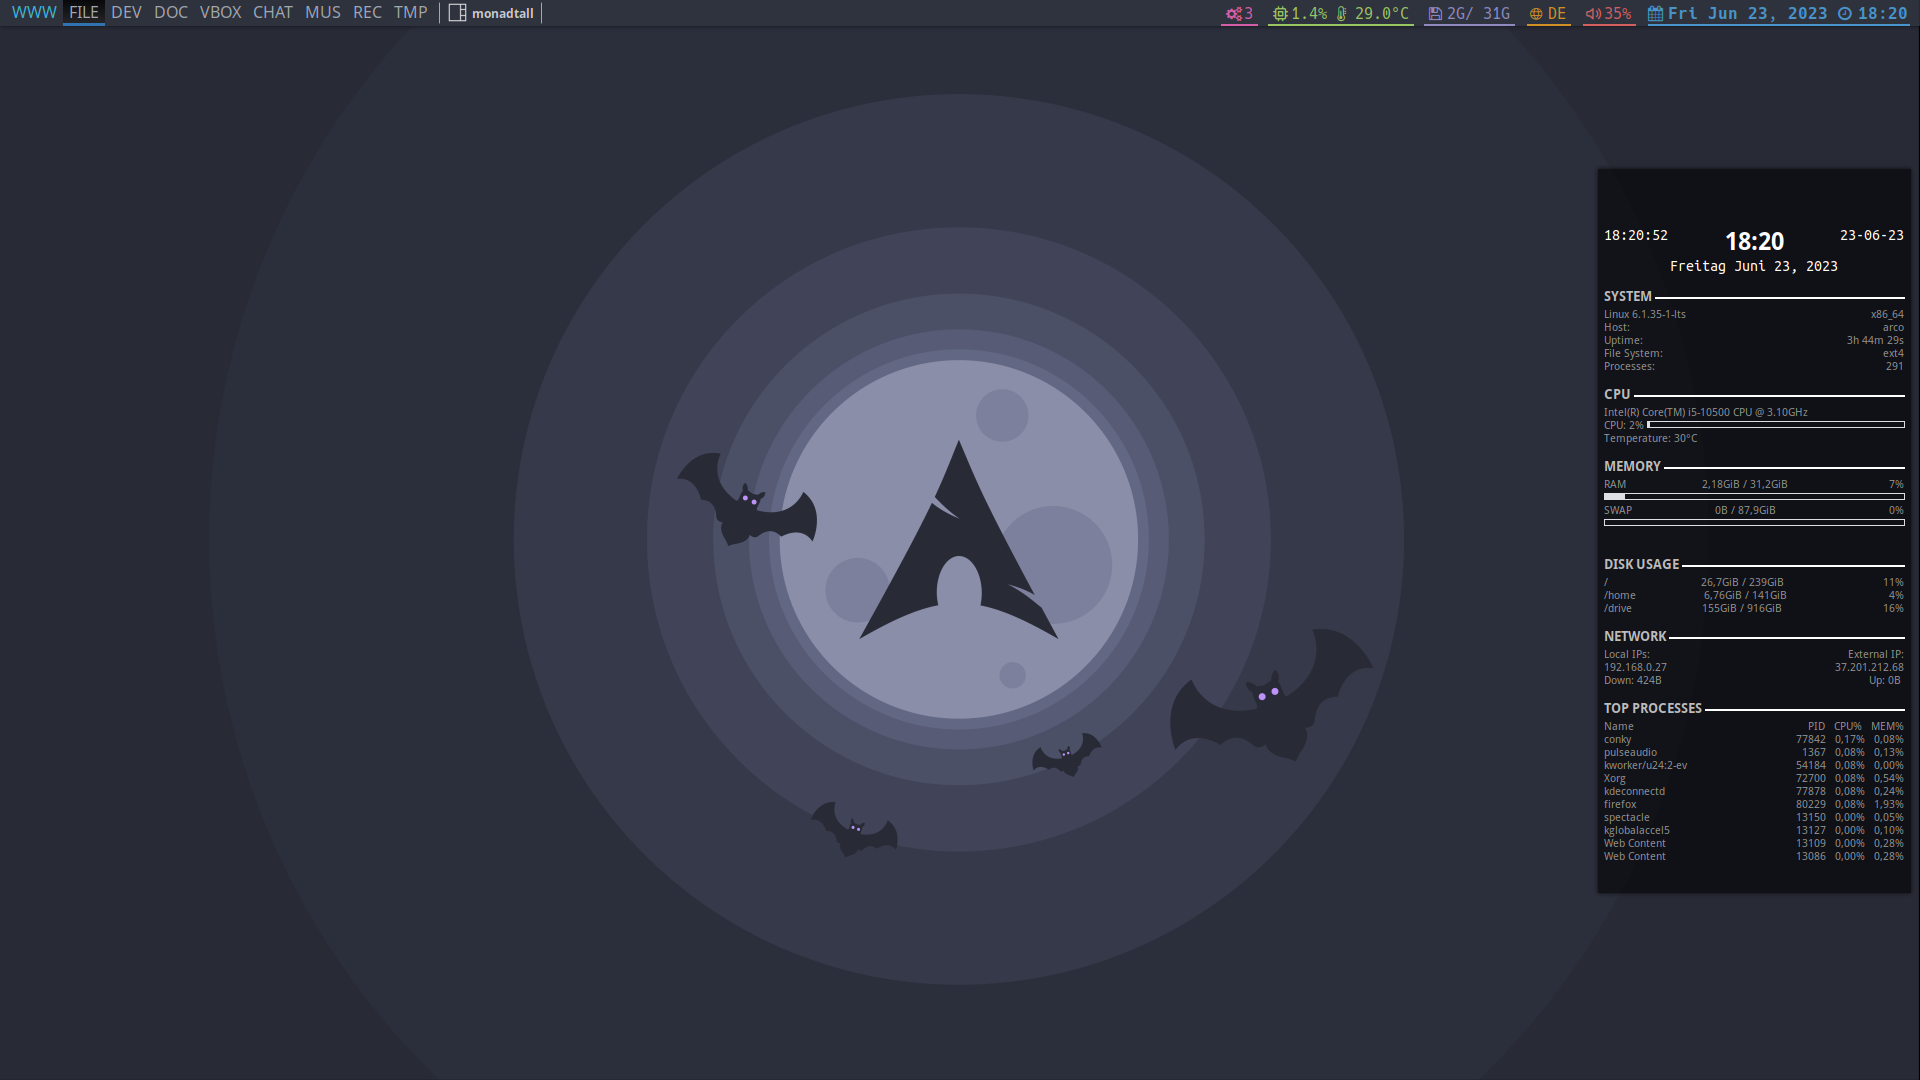 WWW FILE DEV DOC VBOX CHAT MUS REC TMP monadtall 3 1.4% 29.0°C 2G/ 31G DE 35% Fri Jun 23, 2023 18:20
18:20:52 18:20 23-06-23
Freitag Juni 23, 2023
SYSTEM
Linux 6.1.35-1-lts x86_64
Host: arco
Uptime: 3h 44m 29s
File System: ext4
Processes: 291
CPU
Intel(R) Core(TM) i5-10500 CPU @ 3.10GHz
CPU: 2%
Temperature: 30°C
MEMORY
RAM 2,18GiB / 31,2GiB 7%
SWAP 0B / 87,9GiB 0%
DISK USAGE
/ 26,7GiB / 239GiB 11%
/home 6,76GiB / 141GiB 4%
/drive 155GiB / 916GiB 16%
NETWORK
Local IPs: External IP:
192.168.0.27 37.201.212.68
Down: 424B Up: 0B
TOP PROCESSES
Name PID CPU% MEM%
conky 77842 0,17% 0,08%
pulseaudio 1367 0,08% 0,13%
kworker/u24:2-ev 54184 0,08% 0,00%
Xorg 72700 0,08% 0,54%
kdeconnectd 77878 0,08% 0,24%
firefox 80229 0,08% 1,93%
spectacle 13150 0,00% 0,05%
kglobalaccel5 13127 0,00% 0,10%
Web Content 13109 0,00% 0,28%
Web Content 13086 0,00% 0,28%